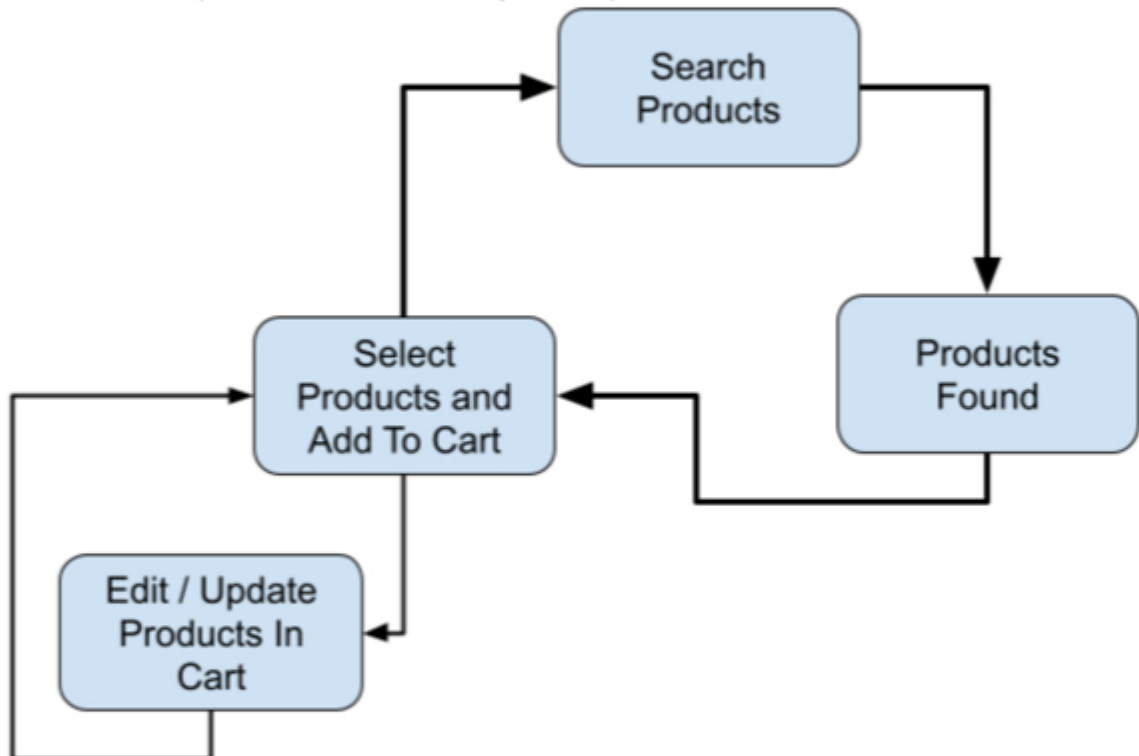 Search
Products
Products
Found
Select
Products and
Add To Cart
Edit / Update
Products In
Cart